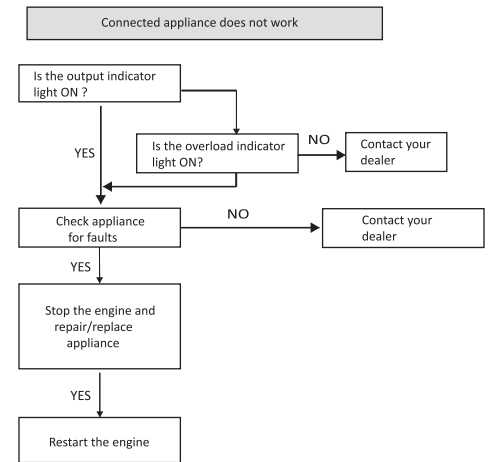 Connected appliance does not work
Is the output indicator
light ON ?
YES
Is the overload indicator
light ON?
NO
Contact your
dealer
Check appliance
for faults
NO
Contact your
dealer
YES
Stop the engine and
repair/replace
appliance
YES
Restart the engine